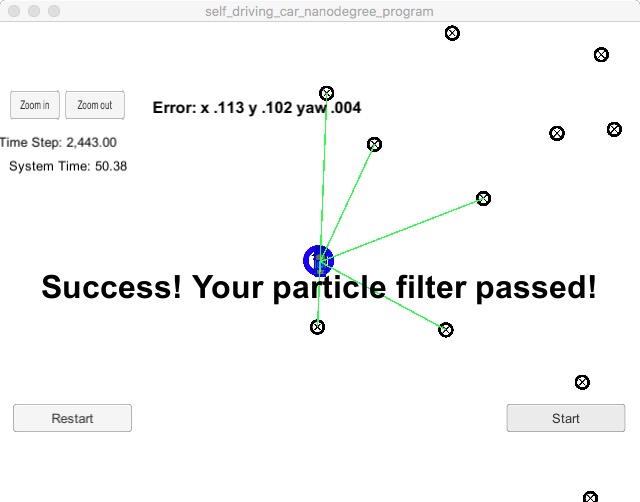 self_driving_car_nanodegree_program
Zoom in Zoom out
Error: x .113 y .102 yaw .004
Time Step: 2,443.00
System Time: 50.38
Success! Your particle filter passed!
Restart Start